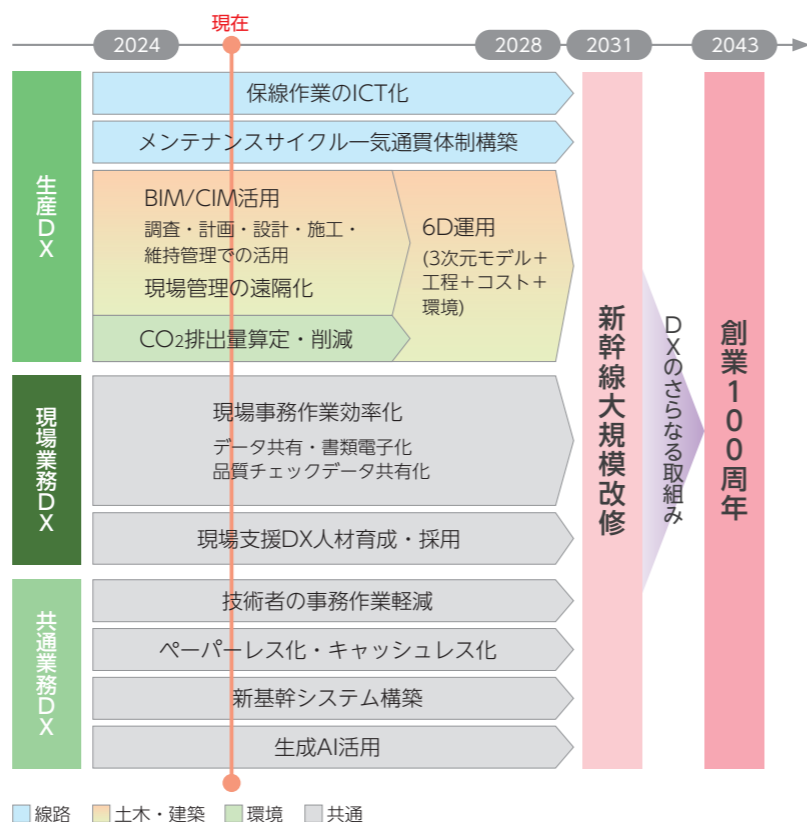 現在
2024
2028
2031
2043
生産DX
保線作業のICT化
メンテナンスサイクル一気通貫体制構築
BIM/CIM活用
調査・計画・設計・施工・
維持管理での活用
現場管理の遠隔化
CO2排出量算定・削減
6D運用
(3次元モデル＋
工程＋コスト＋
環境)
現場業務DX
現場事務作業効率化
データ共有・書類電子化
品質チェックデータ共有化
現場支援DX人材育成・採用
共通業務DX
技術者の事務作業軽減
ペーパーレス化・キャッシュレス化
新基幹システム構築
生成AI活用
新幹線大規模改修
DXのさらなる取組み
創業100周年
線路
土木・建築
環境
共通